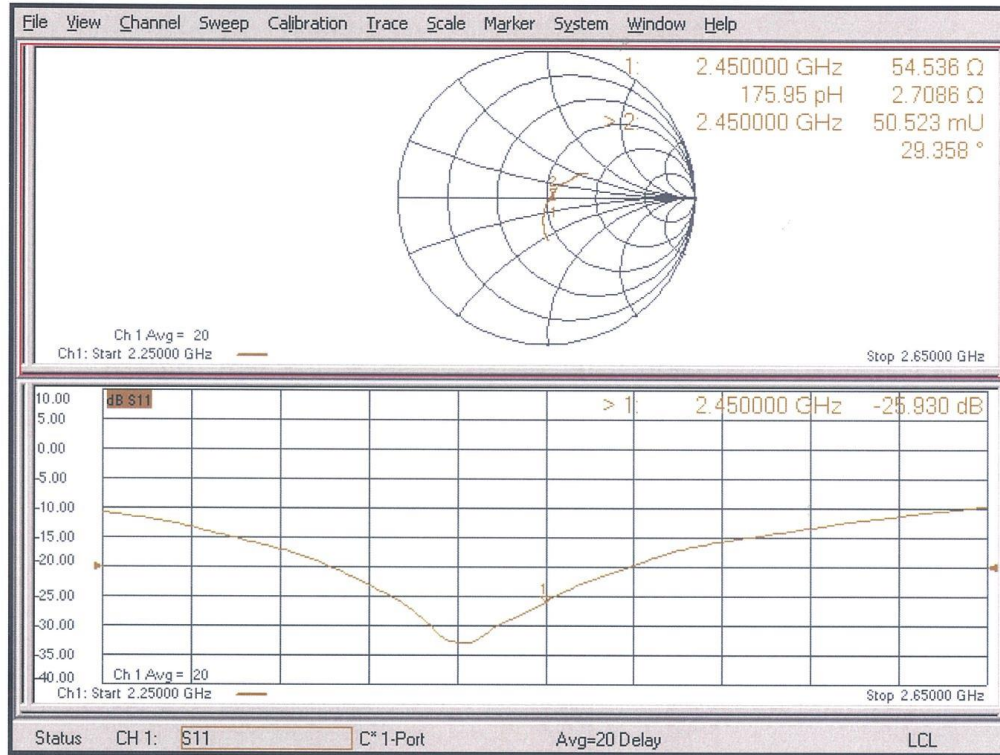 File View Channel Sweep Calibration Trace Scale Marker System Window Help
1: 2.450000 GHz 54.536 Ω
175.95 pH 2.7086 Ω
> 2: 2.450000 GHz 50.523 mU
29.358 °
2
1
Ch 1 Avg = 20
Ch1: Start 2.25000 GHz Stop 2.65000 GHz
10.00 dB S11 > 1: 2.450000 GHz -25.930 dB
5.00
0.00
-5.00
-10.00
-15.00
-20.00
-25.00 1
-30.00
-35.00
-40.00 Ch 1 Avg = 20
Ch1: Start 2.25000 GHz Stop 2.65000 GHz
Status CH 1: S11 C* 1-Port Avg=20 Delay LCL